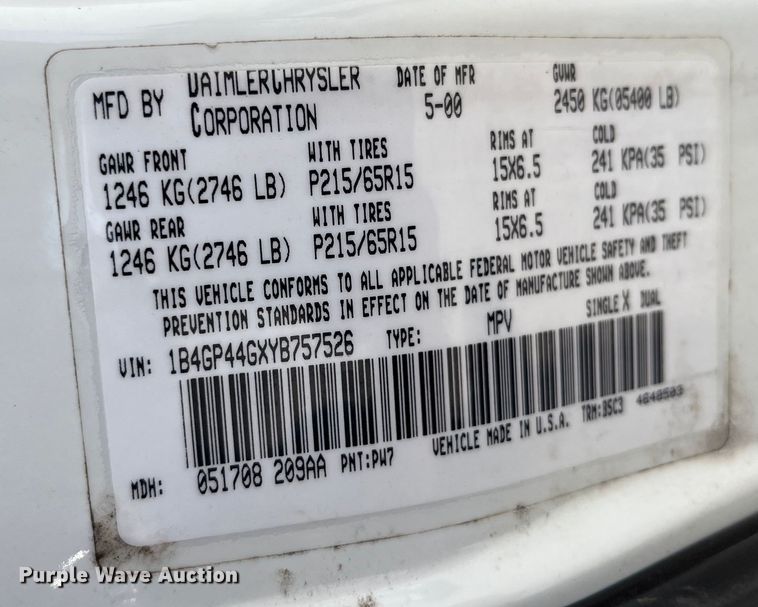 MFD BY DAIMLERCHRYSLER CORPORATION DATE OF MFR 5-00 GVWR 2450 KG(05400 LB)
GAWR FRONT WITH TIRES RIMS AT COLD
1246 KG(2746 LB) P215/65R15 15X6.5 241 KPA(35 PSI)
GAWR REAR WITH TIRES RIMS AT COLD
1246 KG(2746 LB) P215/65R15 15X6.5 241 KPA(35 PSI)
THIS VEHICLE CONFORMS TO ALL APPLICABLE FEDERAL MOTOR VEHICLE SAFETY AND THEFT
PREVENTION STANDARDS IN EFFECT ON THE DATE OF MANUFACTURE SHOWN ABOVE.
VIN: 1B4GP44GXYB757526 TYPE: MPV SINGLE X DUAL
VEHICLE MADE IN U.S.A. TRM:DSC3 4648503
MDH: 051708 209AA PNT:PW7
Purple Wave Auction